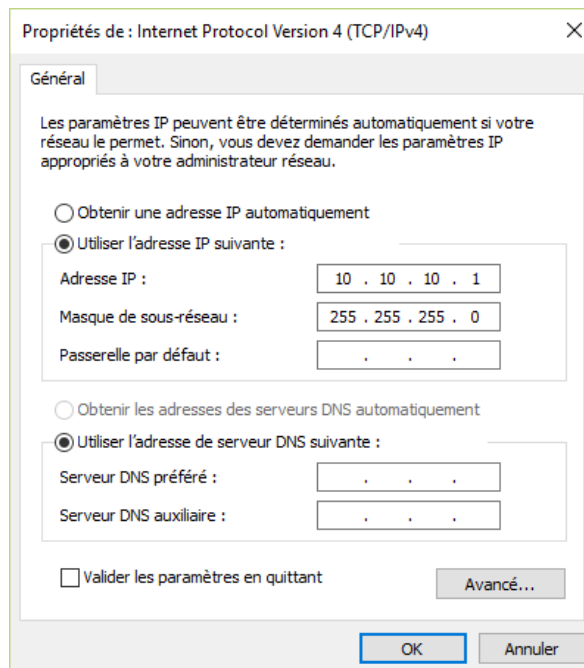 Propriétés de : Internet Protocol Version 4 (TCP/IPv4)
Général
Les paramètres IP peuvent être déterminés automatiquement si votre
réseau le permet. Sinon, vous devez demander les paramètres IP
appropriés à votre administrateur réseau.
Obtenir une adresse IP automatiquement
Utiliser l’adresse IP suivante :
Adresse IP : 10 . 10 . 10 . 1
Masque de sous-réseau : 255 . 255 . 255 . 0
Passerelle par défaut : . . .
Obtenir les adresses des serveurs DNS automatiquement
Utiliser l’adresse de serveur DNS suivante :
Serveur DNS préféré : . . .
Serveur DNS auxiliaire : . . .
Valider les paramètres en quittant
Avancé...
OK Annuler